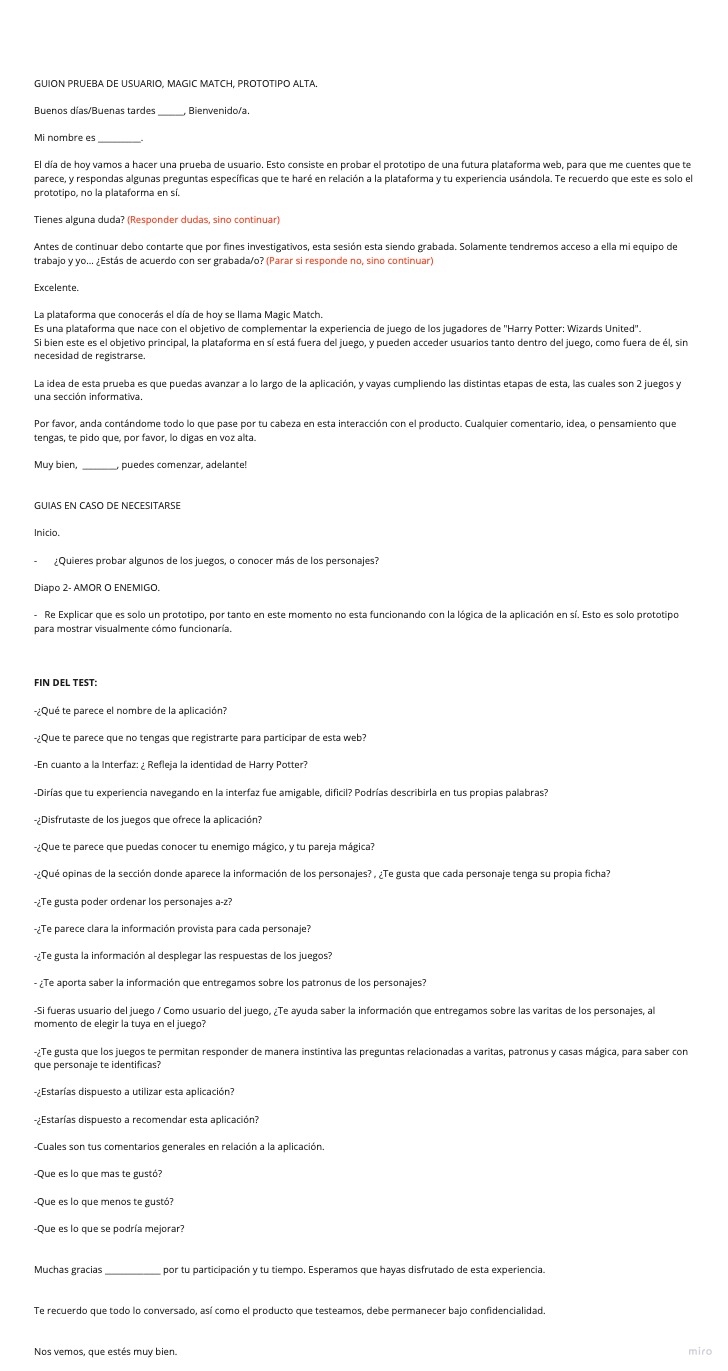 GUION PRUEBA DE USUARIO, MAGIC MATCH, PROTOTIPO ALTA.
Buenos días/Buenas tardes ______, Bienvenido/a.
Mi nombre es __________.
El día de hoy vamos a hacer una prueba de usuario. Esto consiste en probar el prototipo de una futura plataforma web, para que me cuentes que te
parece, y respondas algunas preguntas específicas que te haré en relación a la plataforma y tu experiencia usándola. Te recuerdo que este es solo el
prototipo, no la plataforma en sí.
Tienes alguna duda? (Responder dudas, sino continuar)
Antes de continuar debo contarte que por fines investigativos, esta sesión esta siendo grabada. Solamente tendremos acceso a ella mi equipo de
trabajo y yo... ¿Estás de acuerdo con ser grabada/o? (Parar si responde no, sino continuar)
Excelente.
La plataforma que conocerás el día de hoy se llama Magic Match.
Es una plataforma que nace con el objetivo de complementar la experiencia de juego de los jugadores de "Harry Potter: Wizards United".
Si bien este es el objetivo principal, la plataforma en sí está fuera del juego, y pueden acceder usuarios tanto dentro del juego, como fuera de él, sin
necesidad de registrarse.
La idea de esta prueba es que puedas avanzar a lo largo de la aplicación, y vayas cumpliendo las distintas etapas de esta, las cuales son 2 juegos y
una sección informativa.
Por favor, anda contándome todo lo que pase por tu cabeza en esta interacción con el producto. Cualquier comentario, idea, o pensamiento que
tengas, te pido que, por favor, lo digas en voz alta.
Muy bien, ________, puedes comenzar, adelante!
GUIAS EN CASO DE NECESITARSE
Inicio.
- ¿Quieres probar algunos de los juegos, o conocer más de los personajes?
Diapo 2- AMOR O ENEMIGO.
- Re Explicar que es solo un prototipo, por tanto en este momento no esta funcionando con la lógica de la aplicación en sí. Esto es solo prototipo
para mostrar visualmente cómo funcionaría.
FIN DEL TEST:
-¿Qué te parece el nombre de la aplicación?
-¿Que te parece que no tengas que registrarte para participar de esta web?
-En cuanto a la Interfaz: ¿ Refleja la identidad de Harry Potter?
-Dirías que tu experiencia navegando en la interfaz fue amigable, dificil? Podrías describirla en tus propias palabras?
-¿Disfrutaste de los juegos que ofrece la aplicación?
-¿Que te parece que puedas conocer tu enemigo mágico, y tu pareja mágica?
-¿Qué opinas de la sección donde aparece la información de los personajes? , ¿Te gusta que cada personaje tenga su propia ficha?
-¿Te gusta poder ordenar los personajes a-z?
-¿Te parece clara la información provista para cada personaje?
-¿Te gusta la información al desplegar las respuestas de los juegos?
- ¿Te aporta saber la información que entregamos sobre los patronus de los personajes?
-Si fueras usuario del juego / Como usuario del juego, ¿Te ayuda saber la información que entregamos sobre las varitas de los personajes, al
momento de elegir la tuya en el juego?
-¿Te gusta que los juegos te permitan responder de manera instintiva las preguntas relacionadas a varitas, patronus y casas mágica, para saber con
que personaje te identificas?
-¿Estarías dispuesto a utilizar esta aplicación?
-¿Estarías dispuesto a recomendar esta aplicación?
-Cuales son tus comentarios generales en relación a la aplicación.
-Que es lo que mas te gustó?
-Que es lo que menos te gustó?
-Que es lo que se podría mejorar?
Muchas gracias _____________ por tu participación y tu tiempo. Esperamos que hayas disfrutado de esta experiencia.
Te recuerdo que todo lo conversado, así como el producto que testeamos, debe permanecer bajo confidencialidad.
Nos vemos, que estés muy bien.
miro